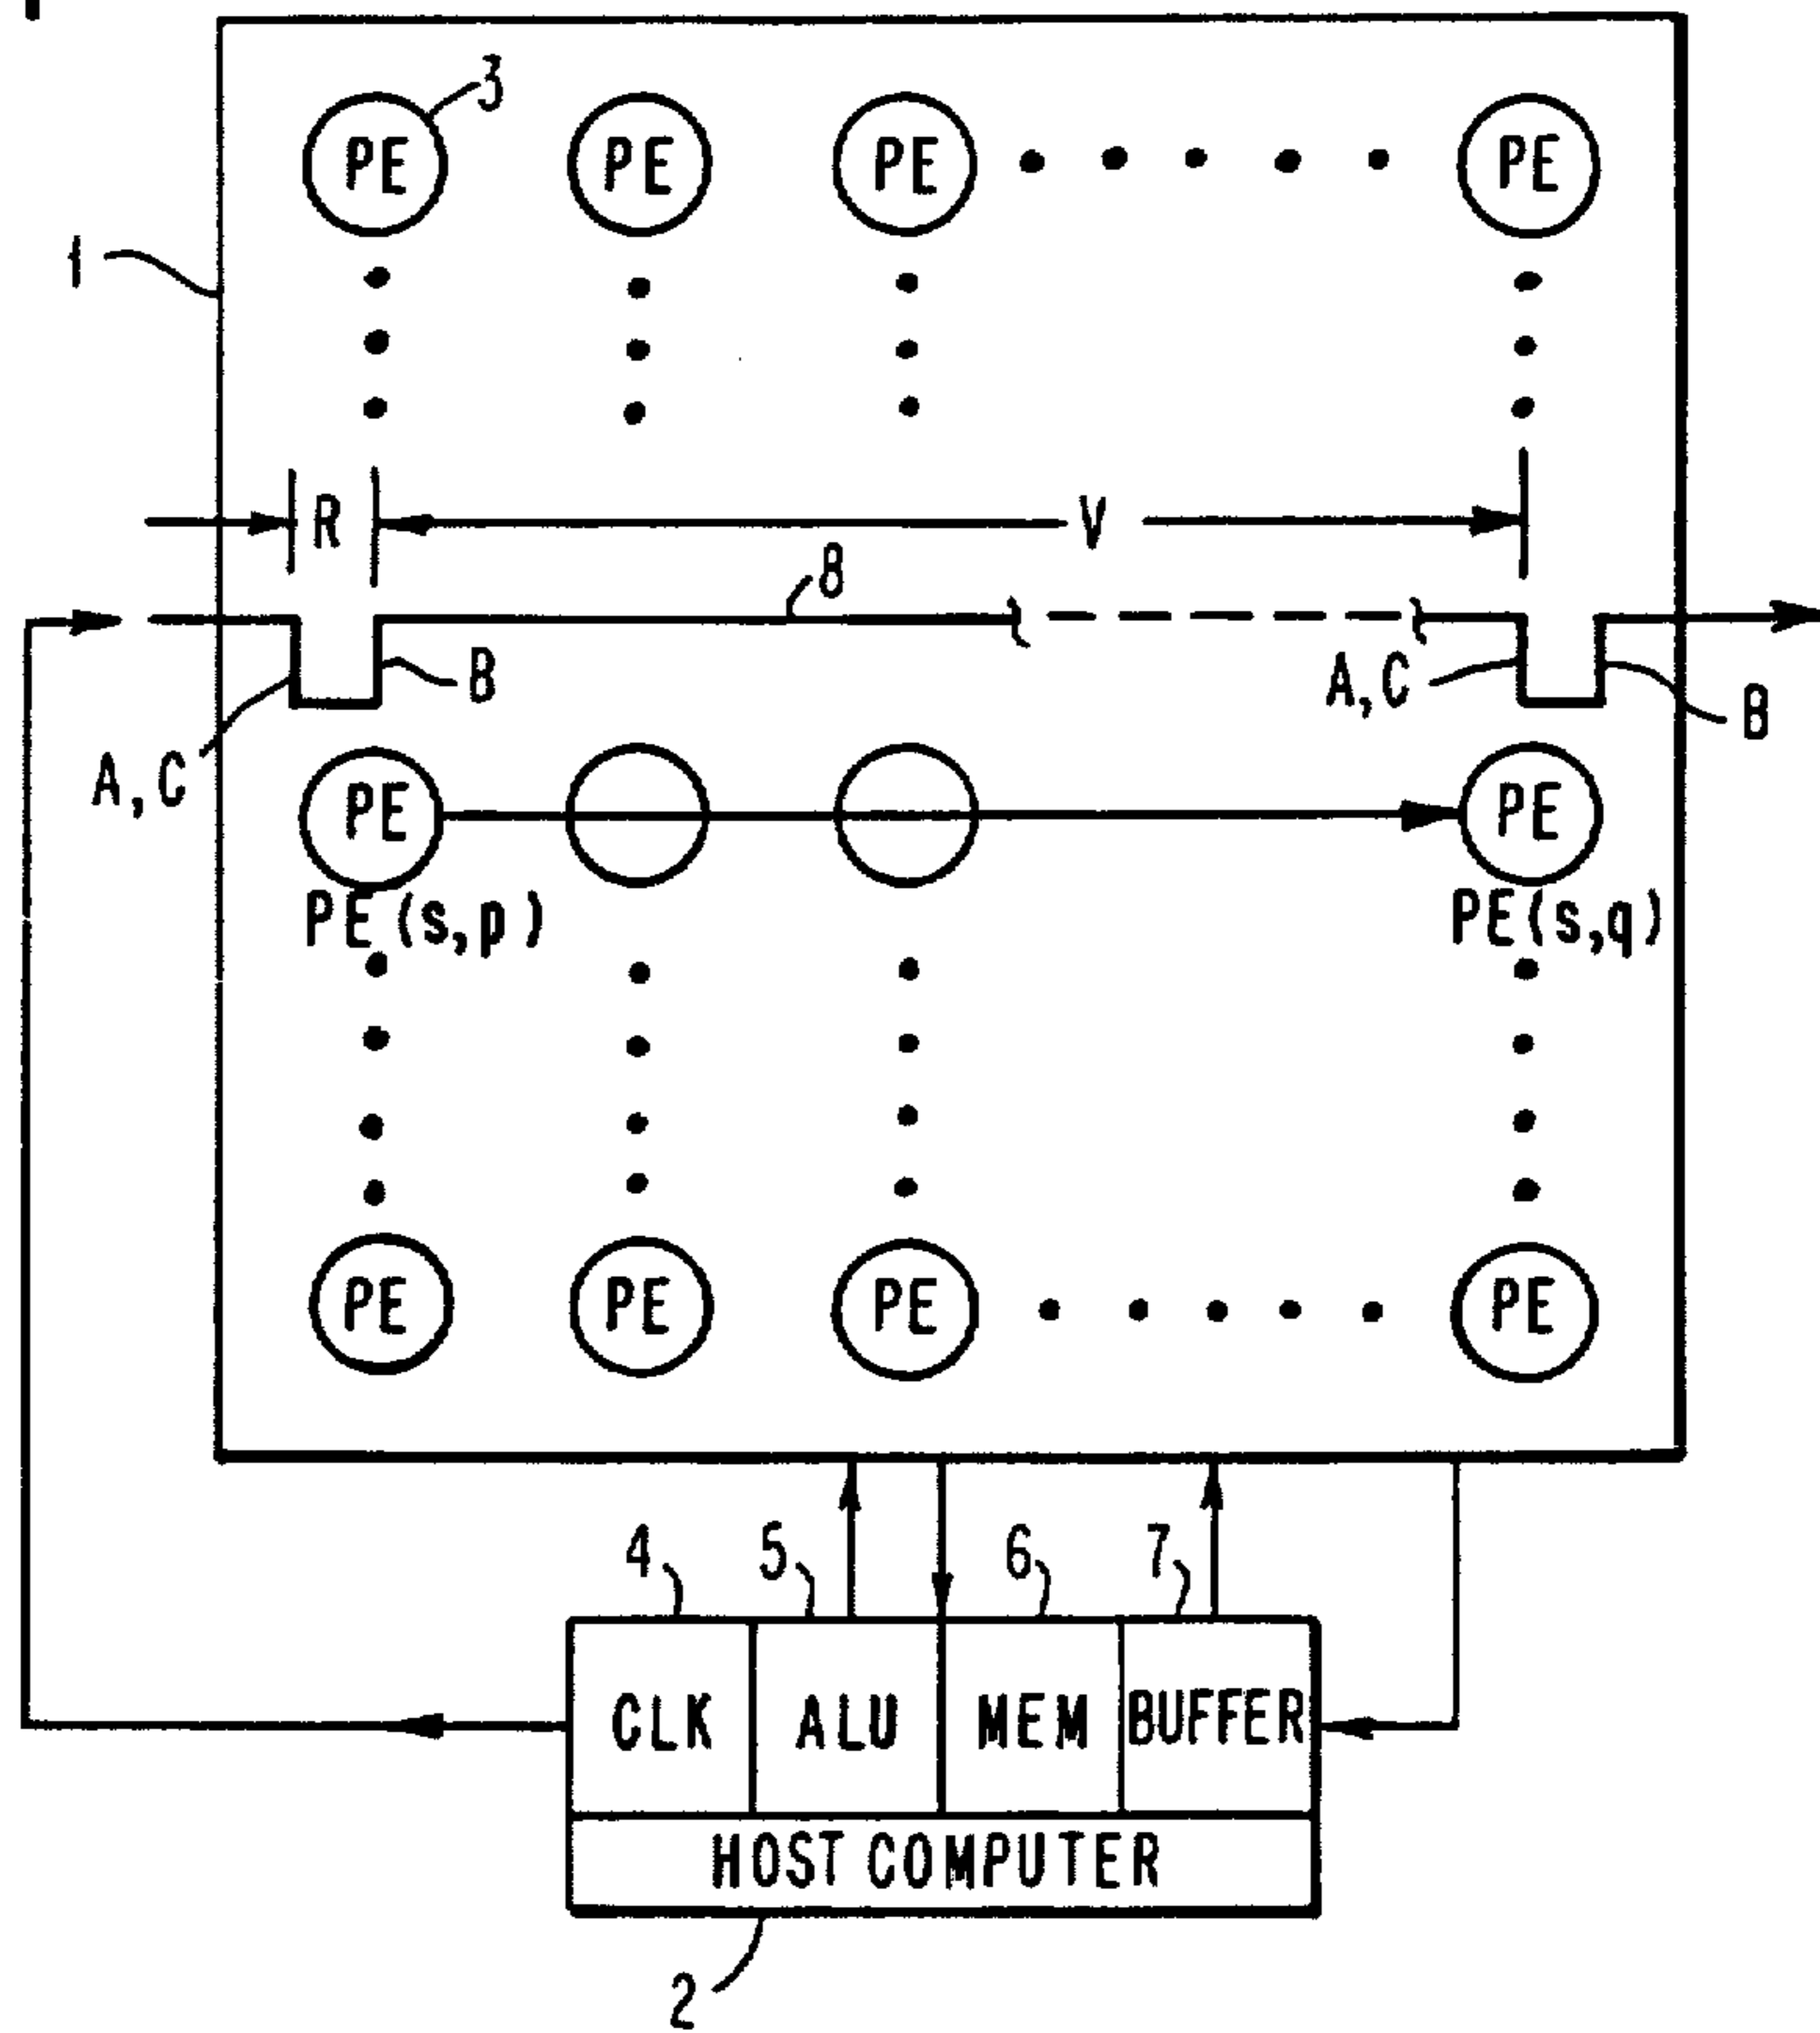 3
PE PE PE PE
1
R V
8
B
A,C B
A,C
PE PE
PE(s,p) PE(s,q)
PE PE PE PE
4 5 6 7
CLK ALU MEM BUFFER
HOST COMPUTER
2